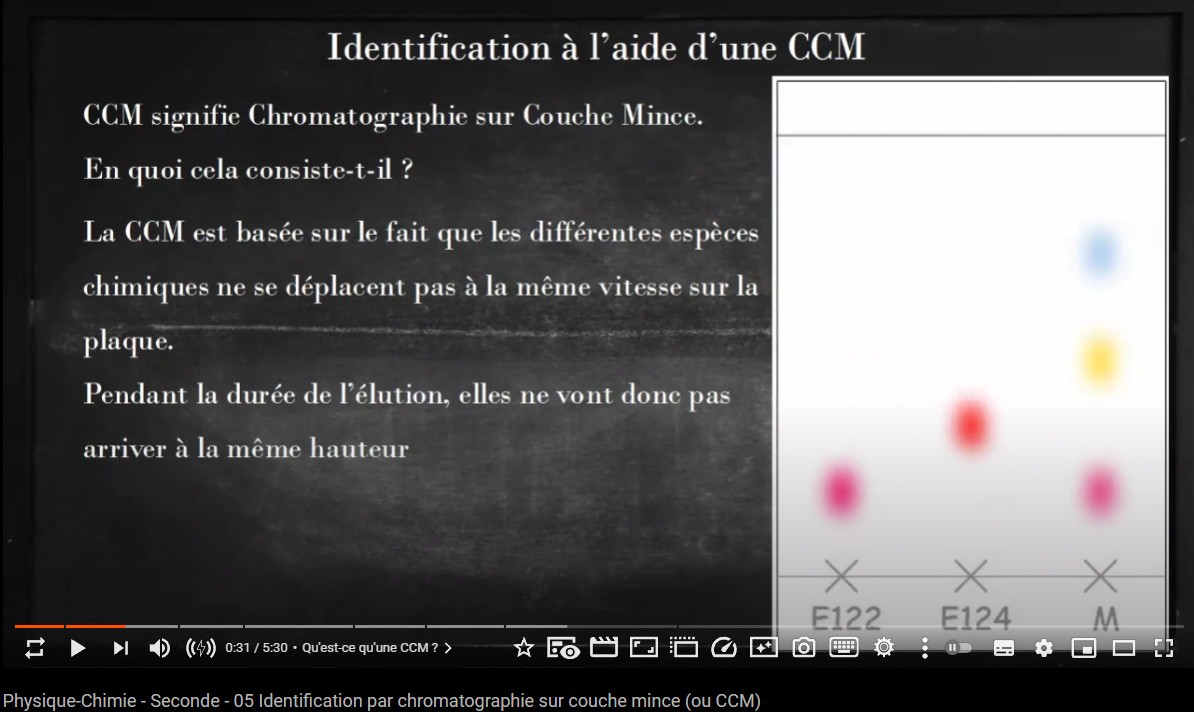 Identification à l'aide d'une CCM
CCM signifie Chromatographie sur Couche Mince.
En quoi cela consiste-t-il ?
La CCM est basée sur le fait que les différentes espèces
chimiques ne se déplacent pas à la même vitesse sur la
plaque.
Pendant la durée de l'élution, elles ne vont donc pas
arriver à la même hauteur
E122 E124 M
0:31 / 5:30 • Qu'est-ce qu'une CCM ?
Physique-Chimie - Seconde - 05 Identification par chromatographie sur couche mince (ou CCM)